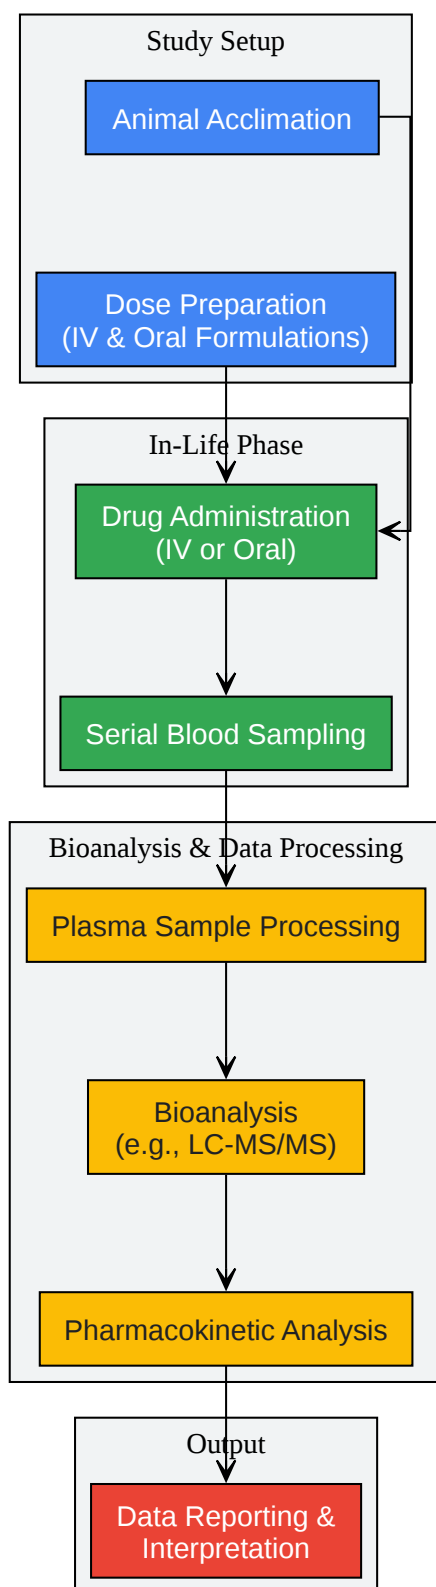 Study Setup
Animal Acclimation
Dose Preparation
(IV & Oral Formulations)
In-Life Phase
Drug Administration
(IV or Oral)
Serial Blood Sampling
Bioanalysis & Data Processing
Plasma Sample Processing
Bioanalysis
(e.g., LC-MS/MS)
Pharmacokinetic Analysis
Output
Data Reporting &
Interpretation